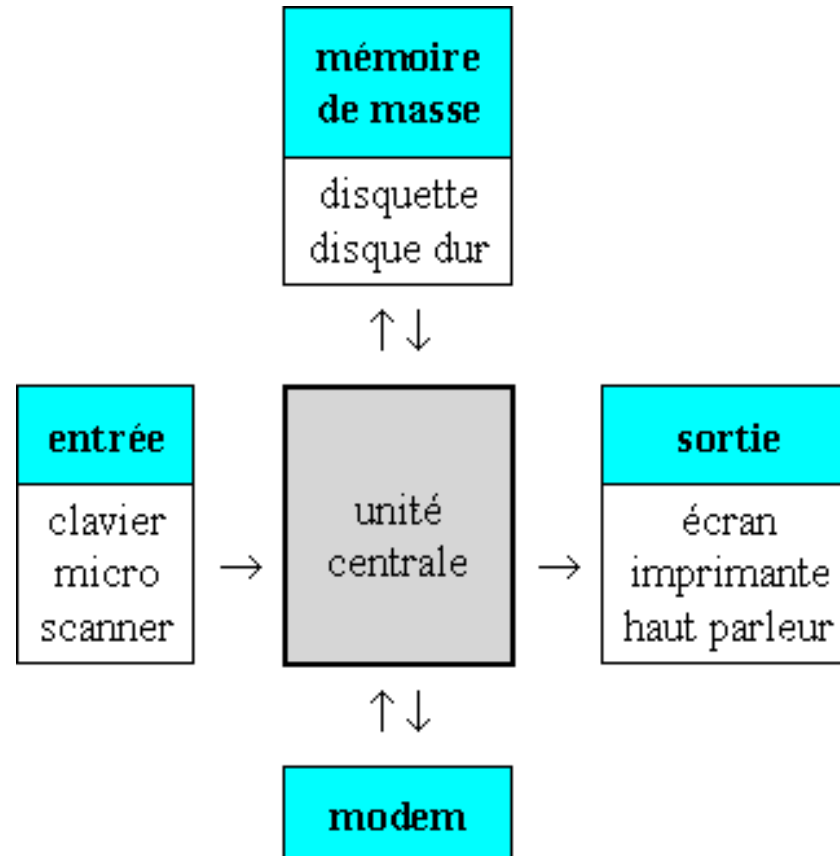 mémoire
de masse
disquette
disque dur
↑↓
entrée
clavier
micro
scanner
→
unité
centrale
→
sortie
écran
imprimante
haut parleur
↑↓
modem